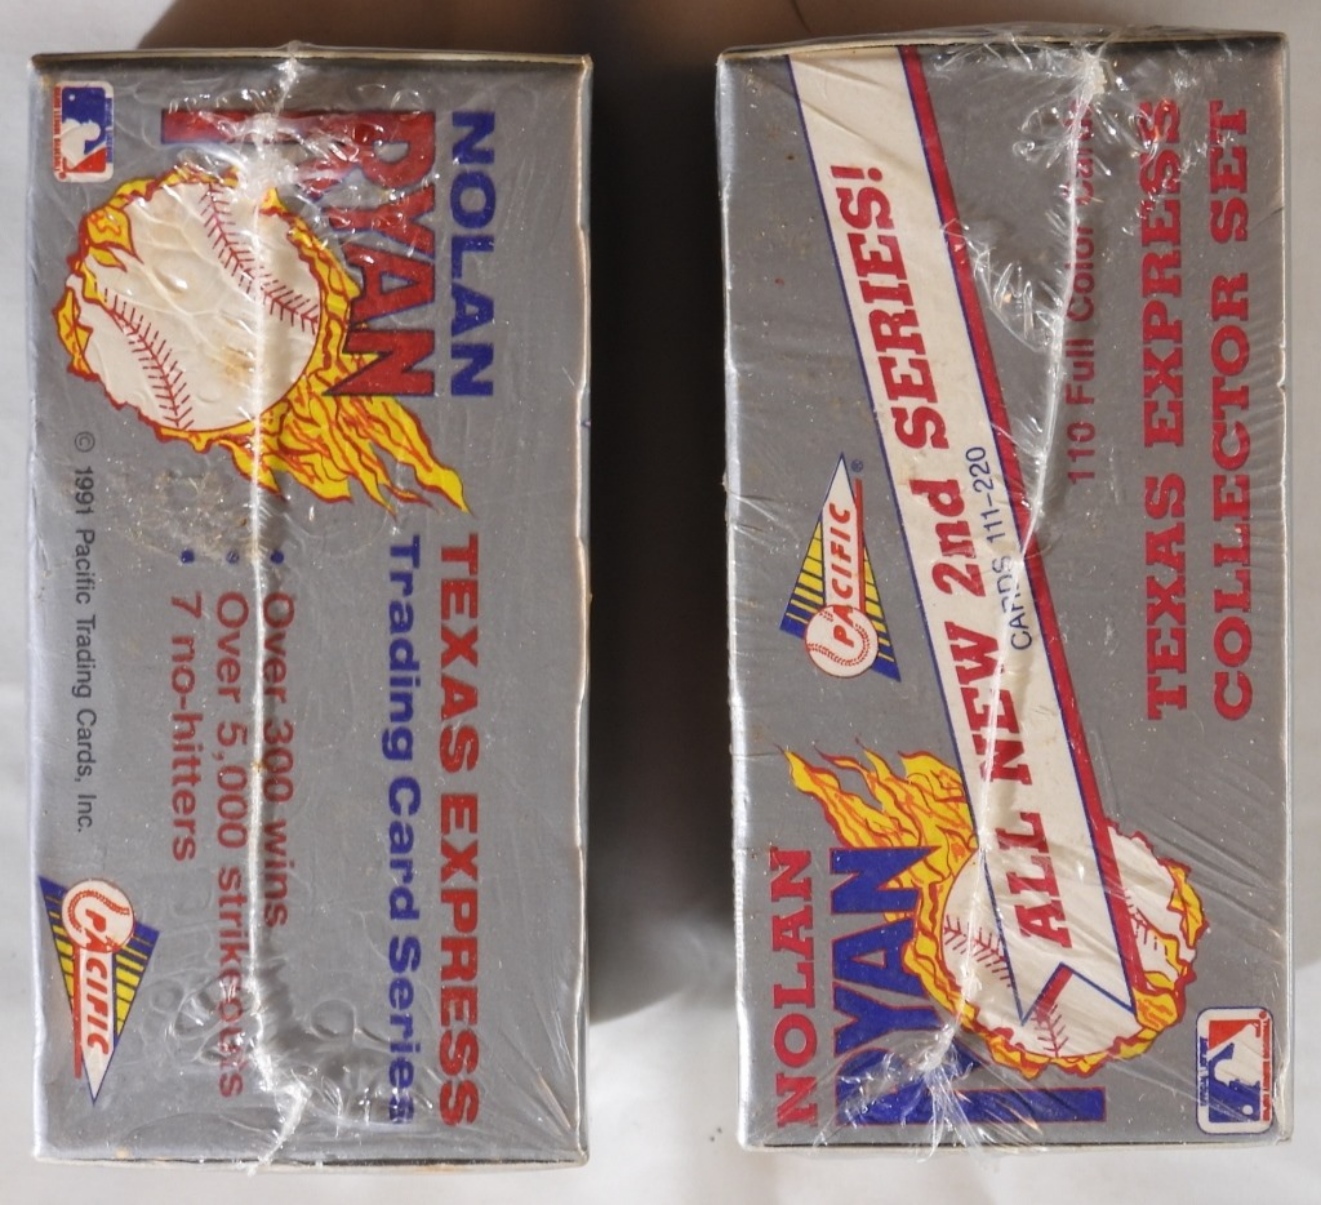 NOLAN
RYAN
TEXAS EXPRESS
Trading Card Series
• Over 300 wins
• Over 5,000 strikeouts
• 7 no-hitters
© 1991 Pacific Trading Cards, Inc.
PACIFIC
TEXAS EXPRESS
COLLECTOR SET
110 Full Color Cards
CARDS 111-220
ALL NEW 2nd SERIES!
PACIFIC®
NOLAN
RYAN